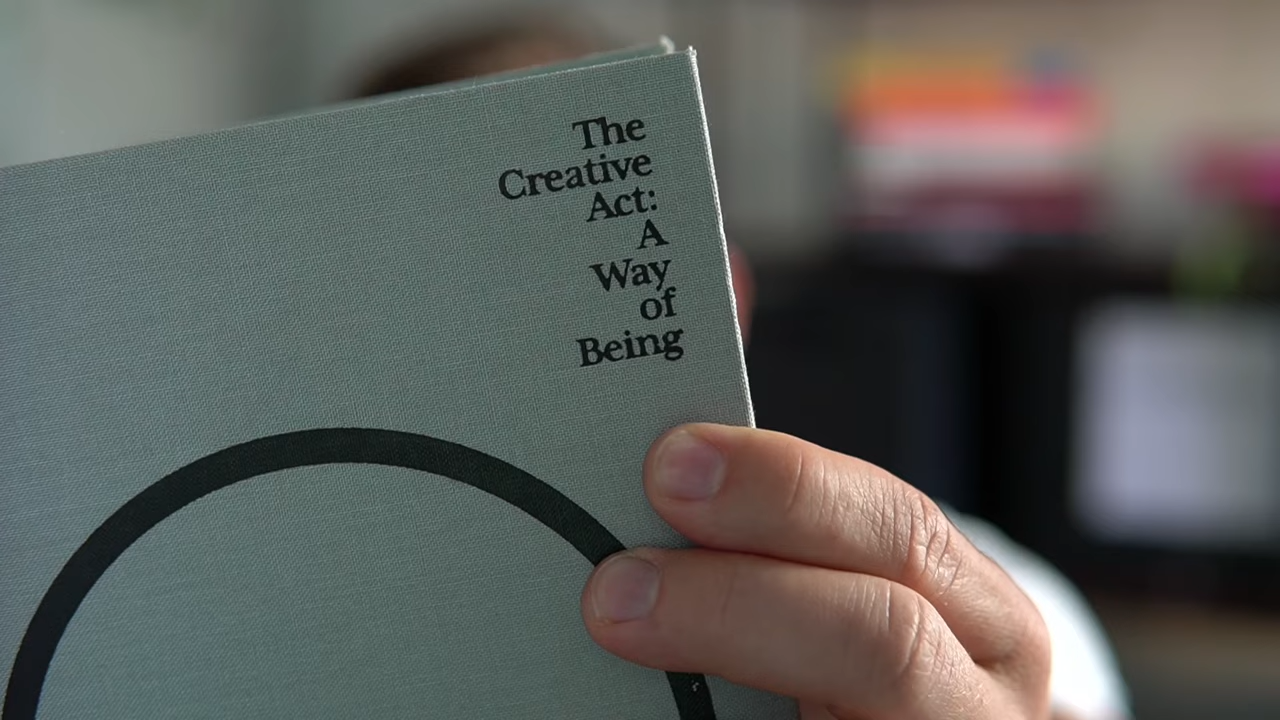 The
Creative
Act:
A
Way
of
Being